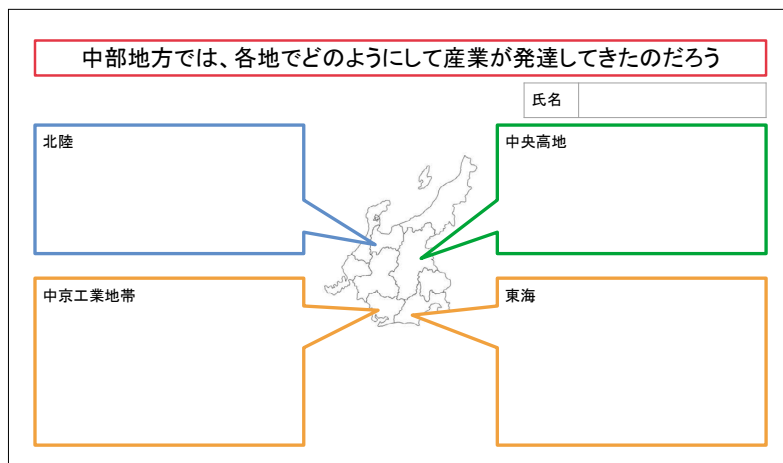 中部地方では、各地でどのようにして産業が発達してきたのだろう
氏名
北陸
中央高地
中京工業地帯
東海